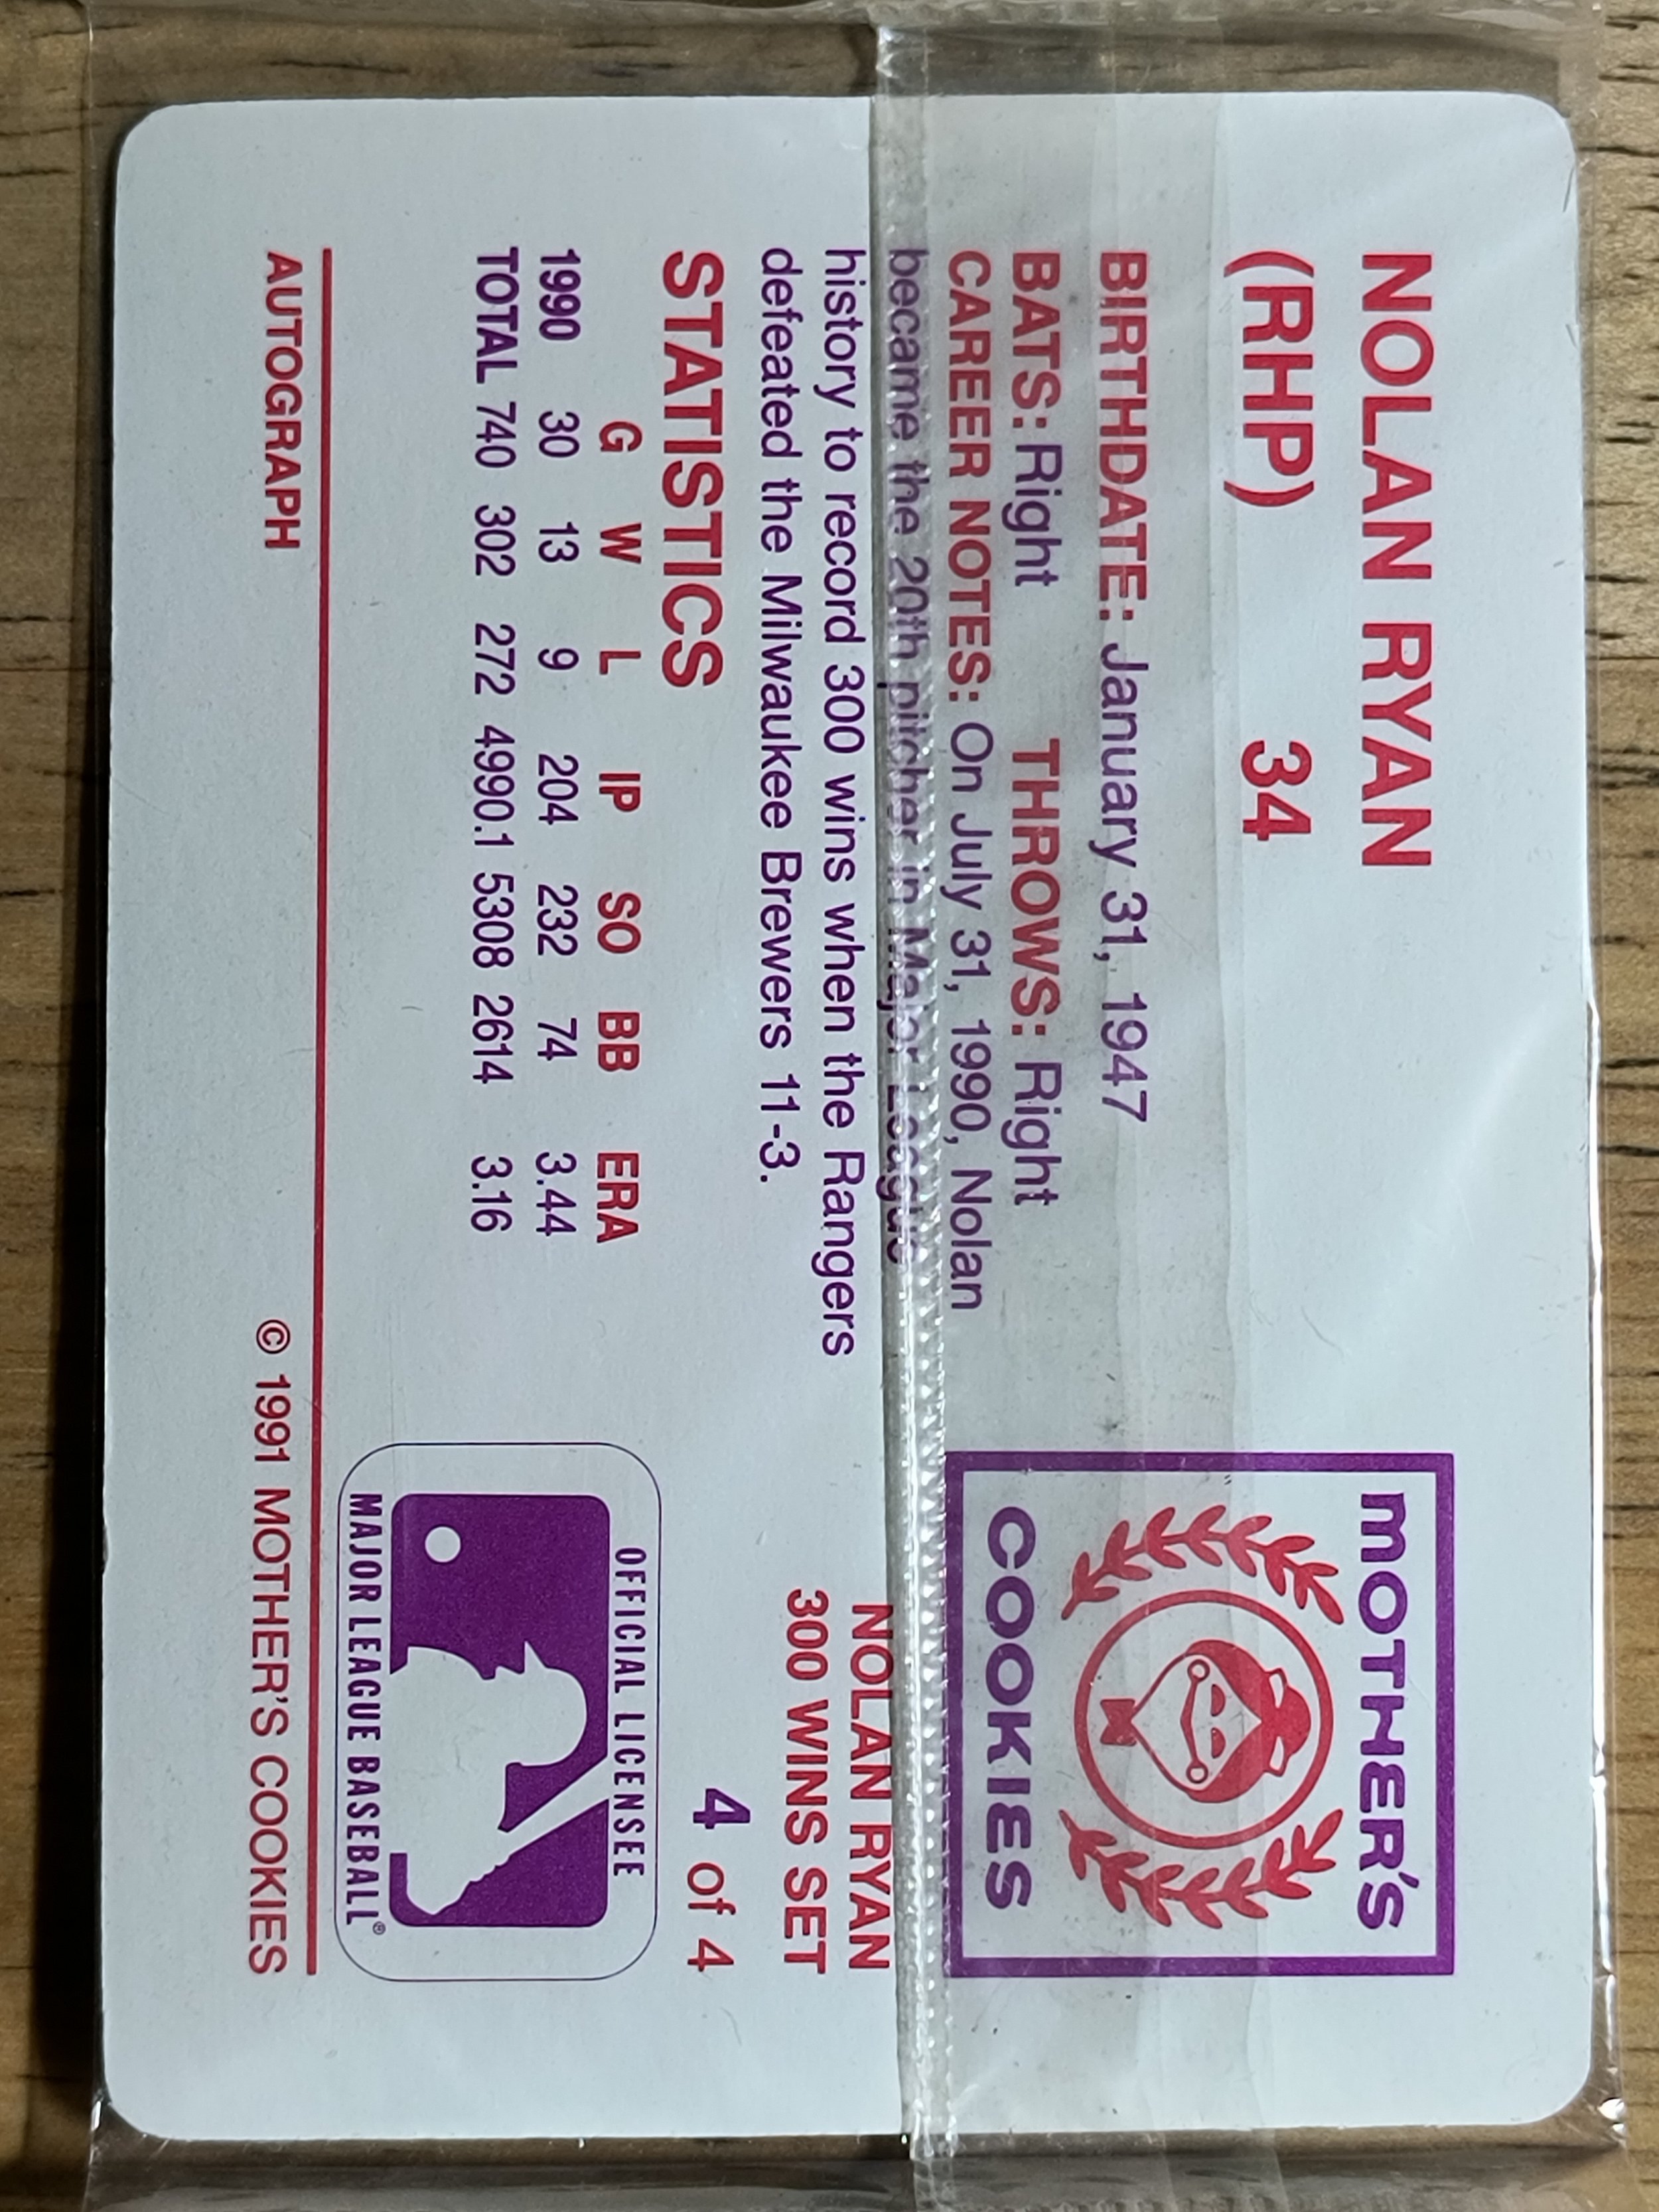 NOLAN RYAN
(RHP) 34
BIRTHDATE: January 31, 1947
BATS: Right THROWS: Right
CAREER NOTES: On July 31, 1990, Nolan
became the 20th pitcher in Major League
history to record 300 wins when the Rangers
defeated the Milwaukee Brewers 11-3.
STATISTICS
G W L IP SO BB ERA
1990 30 13 9 204 232 74 3.44
TOTAL 740 302 272 4990.1 5308 2614 3.16
AUTOGRAPH
© 1991 MOTHER'S COOKIES
MOTHER'S
COOKIES
NOLAN RYAN
300 WINS SET
4 of 4
OFFICIAL LICENSEE
MAJOR LEAGUE BASEBALL®